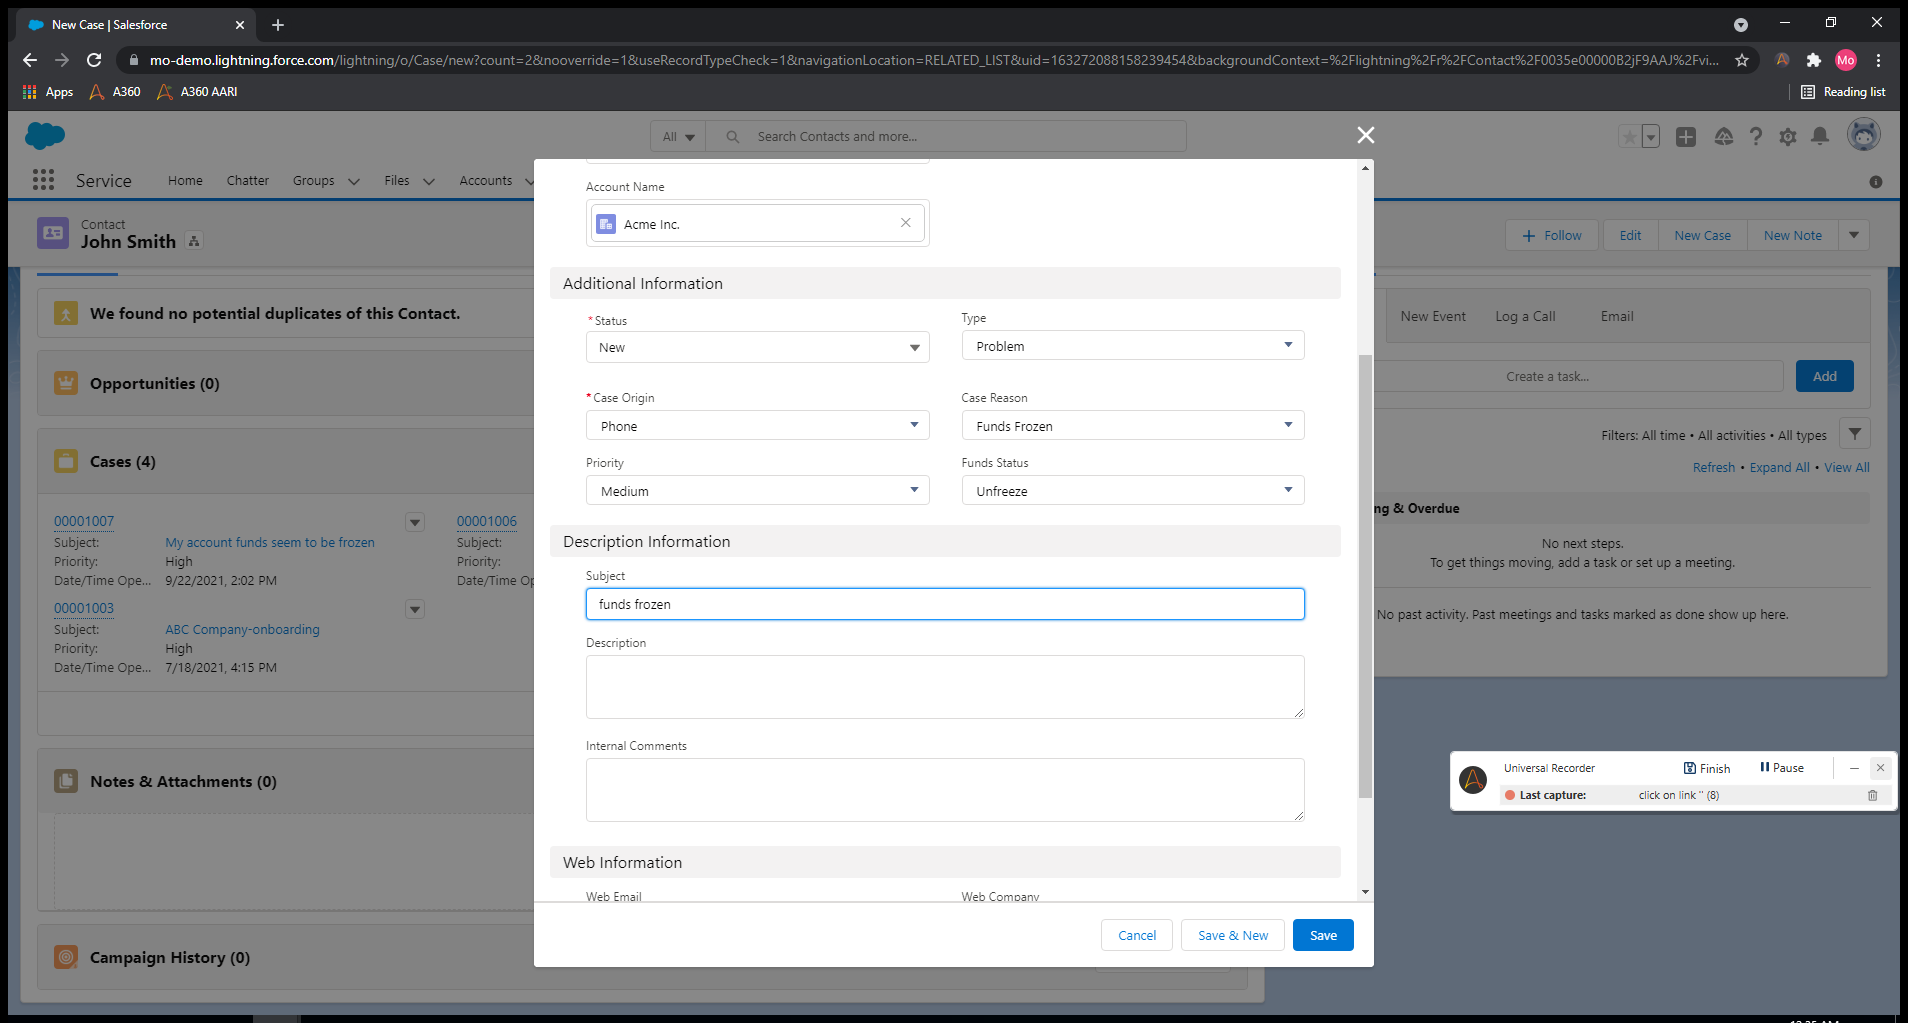 New Case | Salesforce
mo-demo.lightning.force.com/lightning/o/Case/new?count=2&nooverride=1&useRecordTypeCheck=1&navigationLocation=RELATED_LIST&uid=163272088158239454&backgroundContext=%2Flightning%2Fr%2FContact%2F0035e00000B2jF9AAJ%2Fvi...
Mo
Apps A360 A360 AARI Reading list
All Search Contacts and more...
Service Home Chatter Groups Files Accounts
Contact
John Smith
Follow Edit New Case New Note
We found no potential duplicates of this Contact.
Opportunities (0)
Cases (4)
00001007 00001006
Subject: My account funds seem to be frozen Subject:
Priority: High Priority:
Date/Time Ope... 9/22/2021, 2:02 PM Date/Time Op
00001003
Subject: ABC Company-onboarding
Priority: High
Date/Time Ope... 7/18/2021, 4:15 PM
Notes & Attachments (0)
Campaign History (0)
Account Name
Acme Inc.
Additional Information
*Status Type
New Problem
*Case Origin Case Reason
Phone Funds Frozen
Priority Funds Status
Medium Unfreeze
Description Information
Subject
funds frozen
Description
Internal Comments
Web Information
Web Email Web Company
Cancel Save & New Save
New Event Log a Call Email
Create a task... Add
Filters: All time • All activities • All types
Refresh • Expand All • View All
ng & Overdue
No next steps.
To get things moving, add a task or set up a meeting.
No past activity. Past meetings and tasks marked as done show up here.
Universal Recorder Finish Pause
Last capture: click on link '' (8)